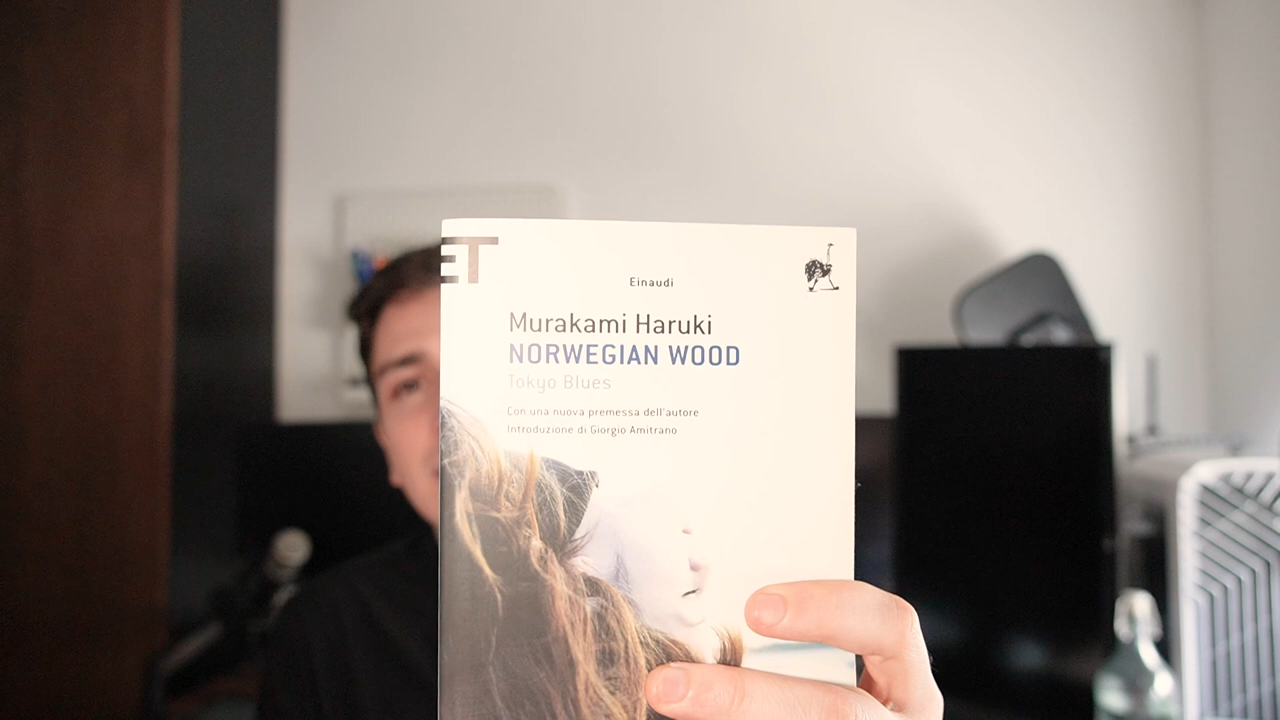 ET
Einaudi
Murakami Haruki
NORWEGIAN WOOD
Tokyo Blues
Con una nuova premessa dell'autore
Introduzione di Giorgio Amitrano